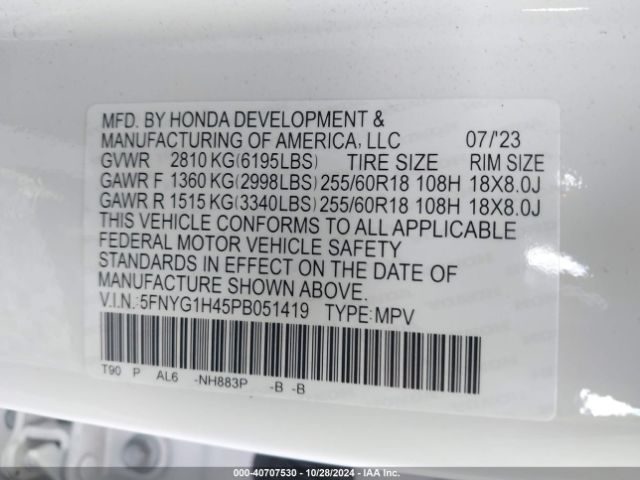 MFD. BY HONDA DEVELOPMENT &
MANUFACTURING OF AMERICA, LLC 07/'23
GVWR 2810 KG(6195LBS) TIRE SIZE RIM SIZE
GAWR F 1360 KG(2998LBS) 255/60R18 108H 18X8.0J
GAWR R 1515 KG(3340LBS) 255/60R18 108H 18X8.0J
THIS VEHICLE CONFORMS TO ALL APPLICABLE
FEDERAL MOTOR VEHICLE SAFETY
STANDARDS IN EFFECT ON THE DATE OF
MANUFACTURE SHOWN ABOVE.
V.I.N.: 5FNYG1H45PB051419 TYPE: MPV
T90 P AL6 -NH883P -B -B
000-40707530 - 10/28/2024 - IAA Inc.